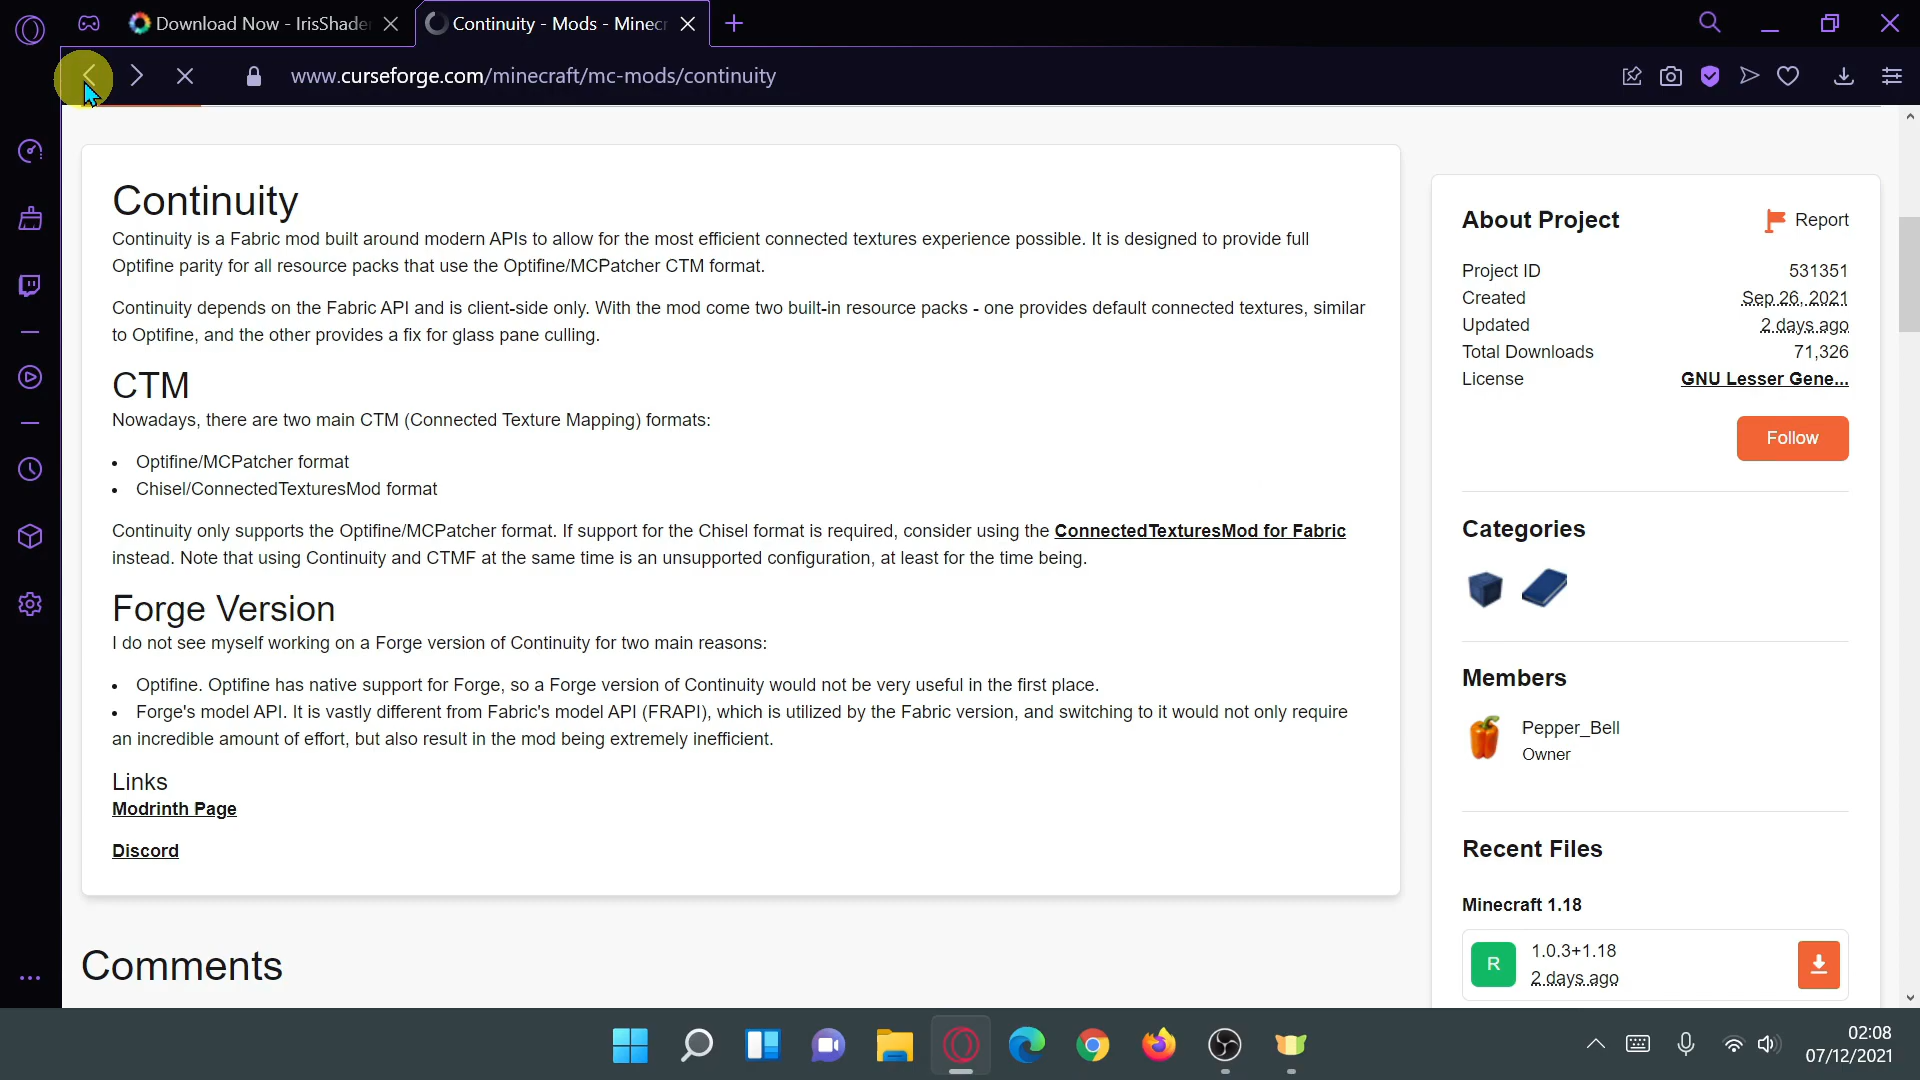 Download Now - IrisShade
Continuity - Mods - Minecr
www.curseforge.com/minecraft/mc-mods/continuity
Continuity
Continuity is a Fabric mod built around modern APIs to allow for the most efficient connected textures experience possible. It is designed to provide full
Optifine parity for all resource packs that use the Optifine/MCPatcher CTM format.
Continuity depends on the Fabric API and is client-side only. With the mod come two built-in resource packs - one provides default connected textures, similar
to Optifine, and the other provides a fix for glass pane culling.
CTM
Nowadays, there are two main CTM (Connected Texture Mapping) formats:
• Optifine/MCPatcher format
• Chisel/ConnectedTexturesMod format
Continuity only supports the Optifine/MCPatcher format. If support for the Chisel format is required, consider using the ConnectedTexturesMod for Fabric
instead. Note that using Continuity and CTMF at the same time is an unsupported configuration, at least for the time being.
Forge Version
I do not see myself working on a Forge version of Continuity for two main reasons:
• Optifine. Optifine has native support for Forge, so a Forge version of Continuity would not be very useful in the first place.
• Forge's model API. It is vastly different from Fabric's model API (FRAPI), which is utilized by the Fabric version, and switching to it would not only require
an incredible amount of effort, but also result in the mod being extremely inefficient.
Links
Modrinth Page
Discord
Comments
About Project
Report
Project ID 531351
Created Sep 26, 2021
Updated 2 days ago
Total Downloads 71,326
License GNU Lesser Gene...
Follow
Categories
Members
Pepper_Bell
Owner
Recent Files
Minecraft 1.18
R
1.0.3+1.18
2 days ago
02:08
07/12/2021